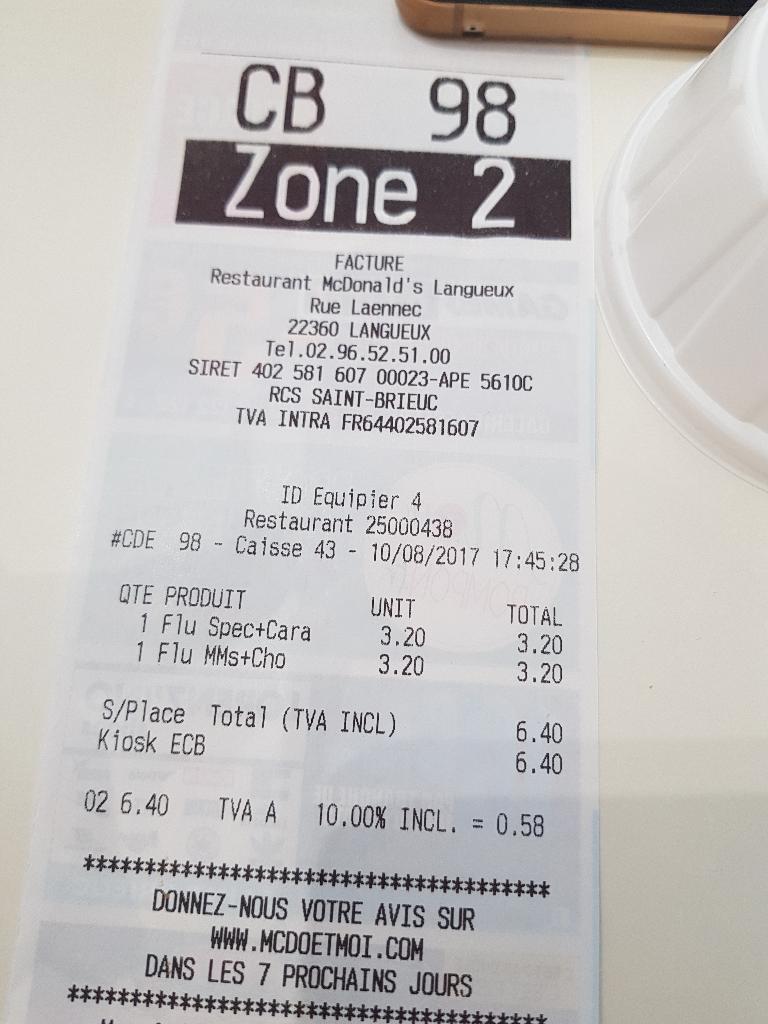 CB 98
Zone 2
FACTURE
Restaurant McDonald's Langueux
Rue Laennec
22360 LANGUEUX
Tel.02.96.52.51.00
SIRET 402 581 607 00023-APE 5610C
RCS SAINT-BRIEUC
TVA INTRA FR64402581607
ID Equipier 4
Restaurant 25000438
#CDE 98 - Caisse 43 - 10/08/2017 17:45:28
QTE PRODUIT UNIT TOTAL
1 Flu Spec+Cara 3.20 3.20
1 Flu MMs+Cho 3.20 3.20
S/Place Total (TVA INCL) 6.40
Kiosk ECB 6.40
02 6.40 TVA A 10.00% INCL. = 0.58
****************************************
DONNEZ-NOUS VOTRE AVIS SUR
WWW.MCDOETMOI.COM
DANS LES 7 PROCHAINS JOURS
****************************************